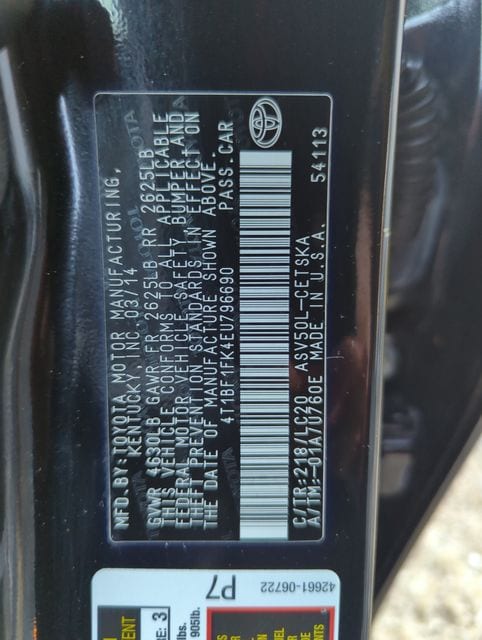 MFD.BY:TOYOTA MOTOR MANUFACTURING,
KENTUCKY, INC. 03/14
GVWR 4630LB GAWR FR 2625LB RR 2625LB
THIS VEHICLE CONFORMS TO ALL APPLICABLE
FEDERAL MOTOR VEHICLE SAFETY BUMPER AND
THEFT PREVENTION STANDARDS IN EFFECT ON
THE DATE OF MANUFACTURE SHOWN ABOVE.
4T1BF1FK4EU796690 PASS.CAR
C/TR:218/LC20 ASV50L-CETSKA
A/TM:-01A/U760E MADE IN U.S.A.
54113
P7
42661-06722
3
lbs.
905lb.